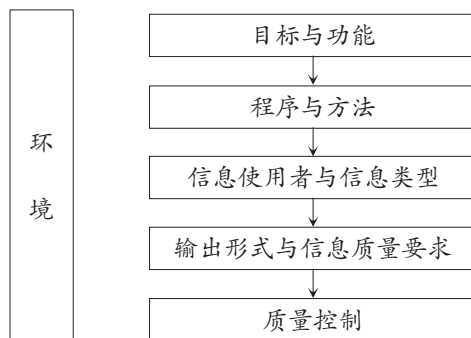 环
境
目标与功能
程序与方法
信息使用者与信息类型
输出形式与信息质量要求
质量控制